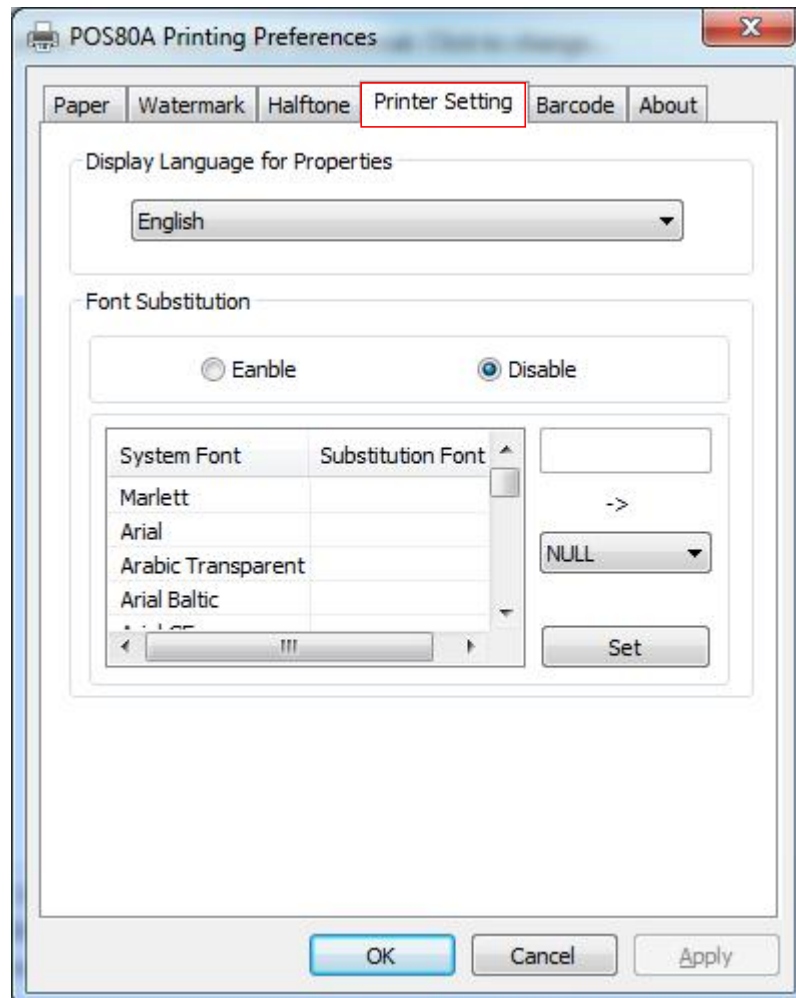 POS80A Printing Preferences
Paper Watermark Halftone Printer Setting Barcode About
Display Language for Properties
English
Font Substitution
Eanble Disable
System Font Substitution Font
Marlett
->
Arial
NULL
Arabic Transparent
Arial Baltic
Set
OK Cancel Apply